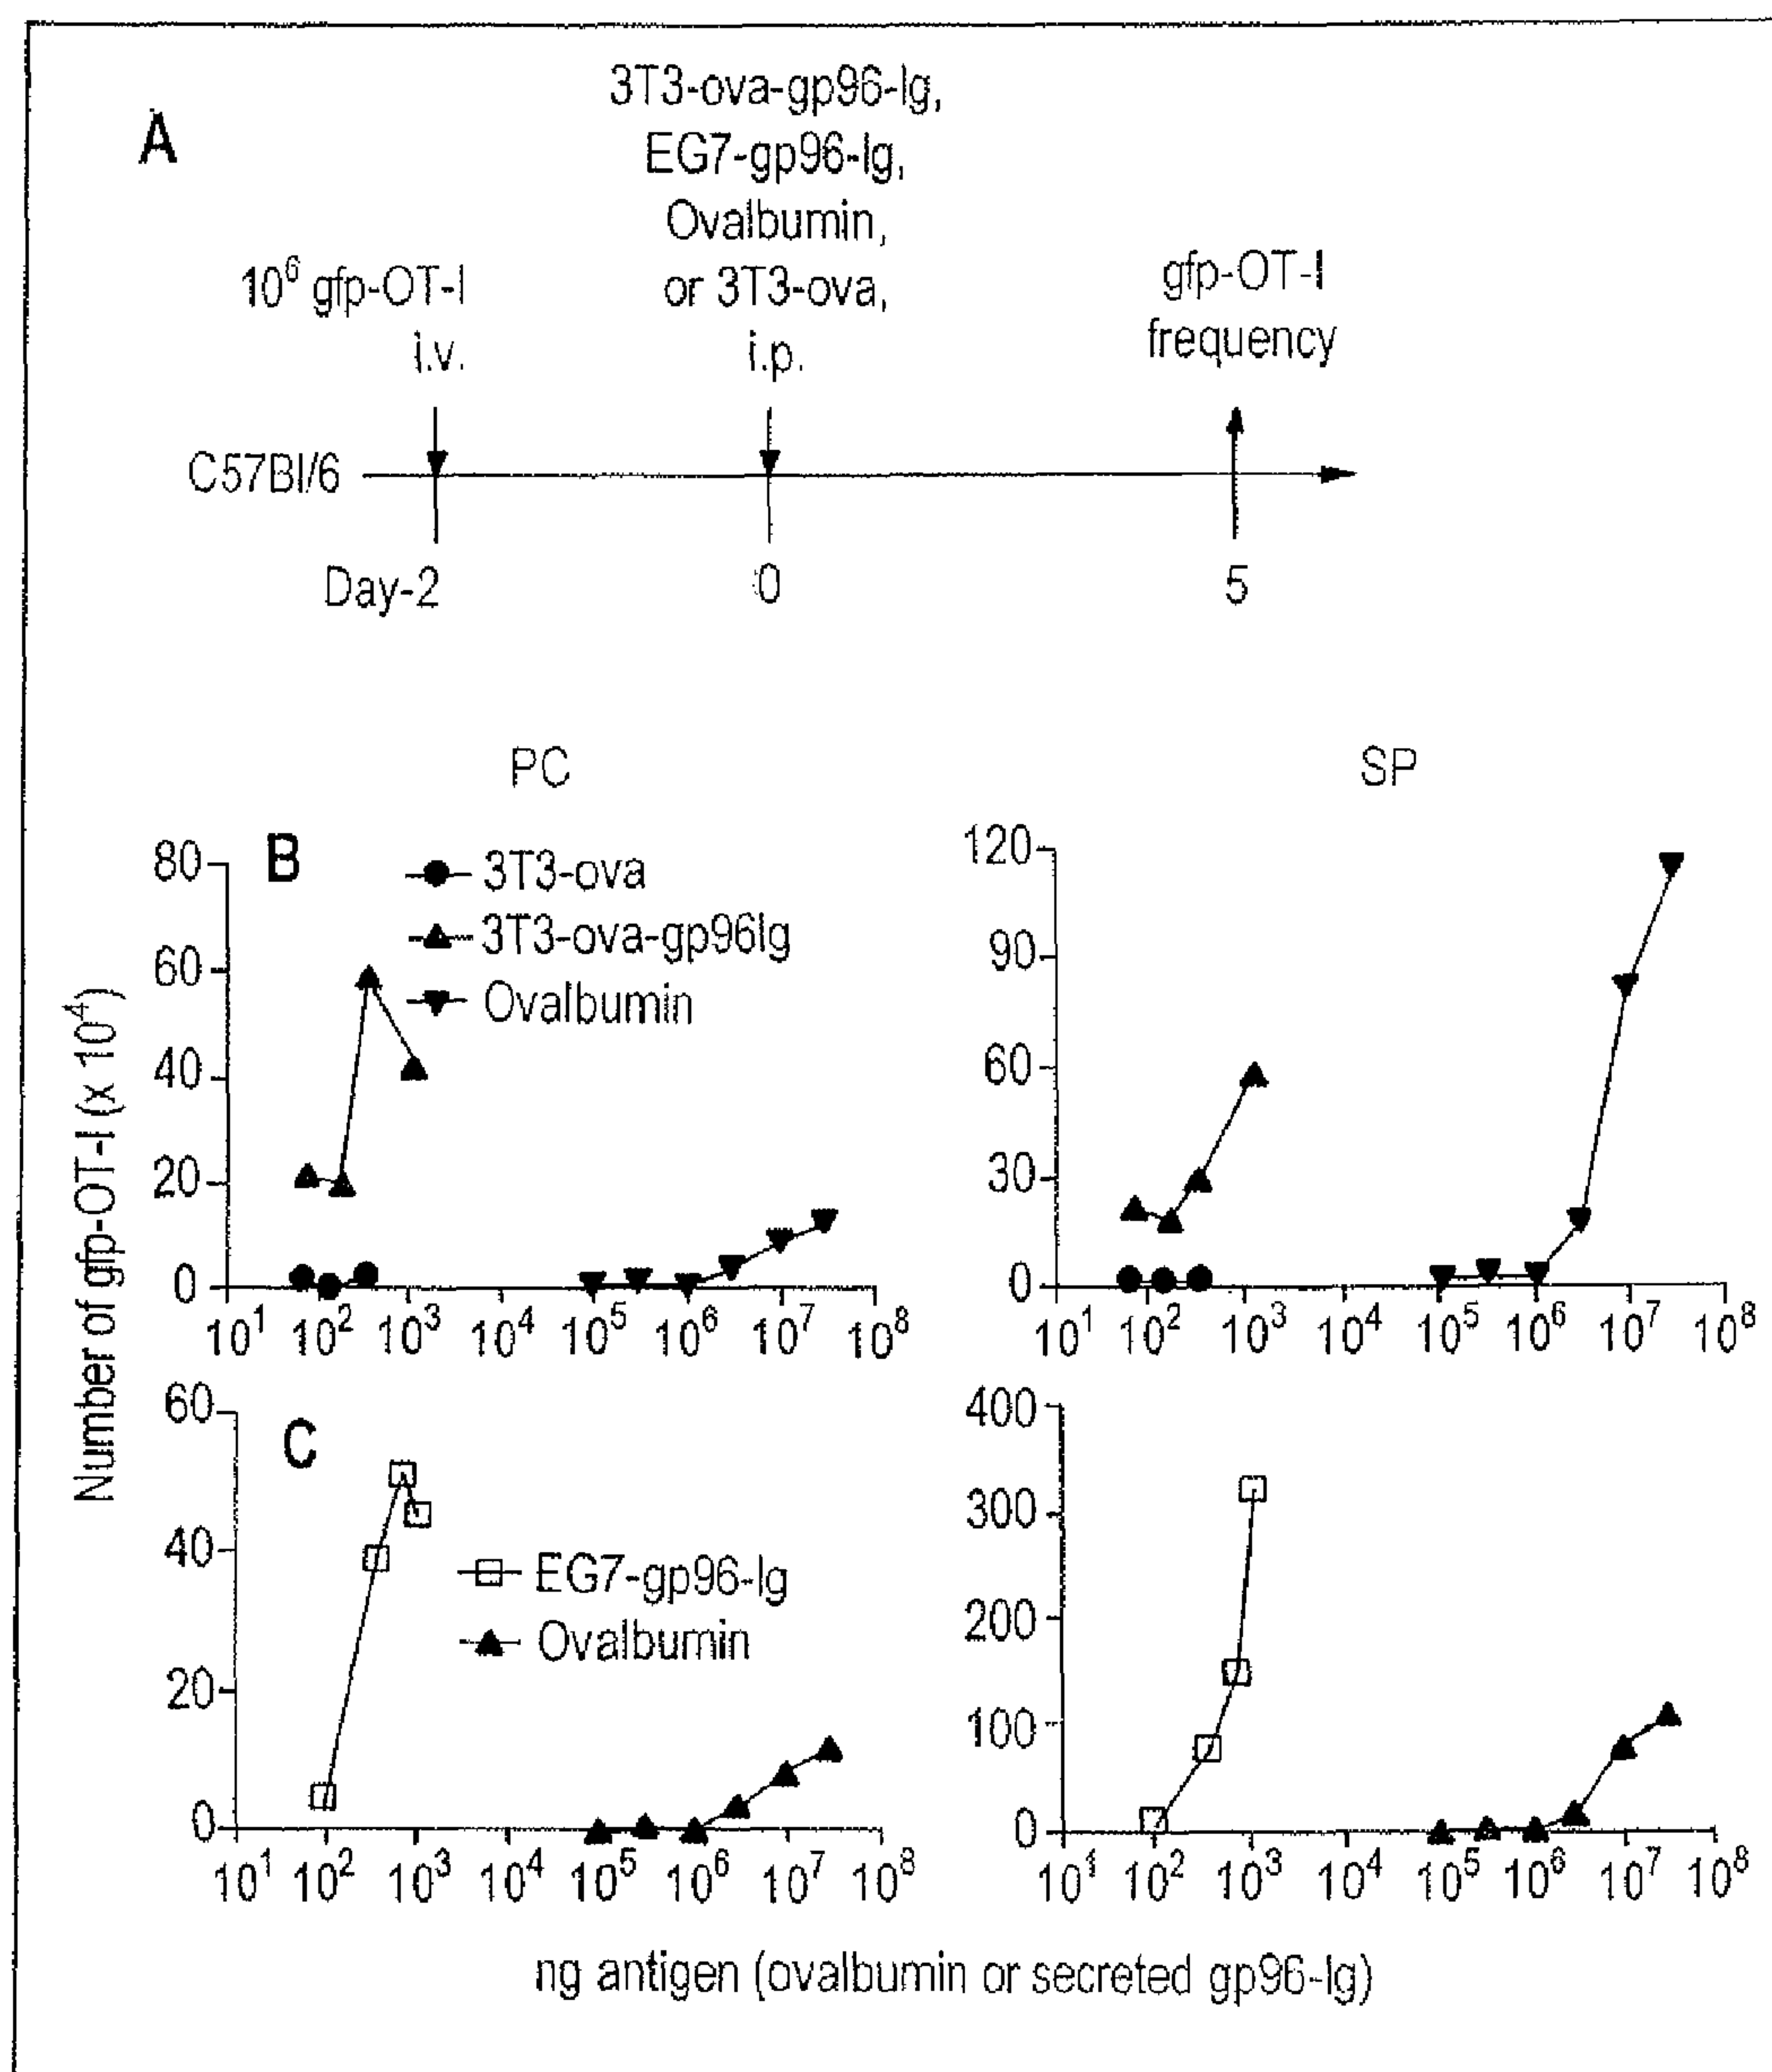 A
3T3-ova-gp96-Ig,
EG7-gp96-Ig,
Ovalbumin,
or 3T3-ova,
i.p.
10⁶ gfp-OT-I
i.v.
gfp-OT-I
frequency
C57Bl/6
Day-2
0
5
PC
SP
Number of gfp-OT-I (x 10⁴)
B
3T3-ova
3T3-ova-gp96Ig
Ovalbumin
80
60
40
20
0
10¹ 10² 10³ 10⁴ 10⁵ 10⁶ 10⁷ 10⁸
120
90
60
30
0
10¹ 10² 10³ 10⁴ 10⁵ 10⁶ 10⁷ 10⁸
C
EG7-gp96-Ig
Ovalbumin
60
40
20
0
10¹ 10² 10³ 10⁴ 10⁵ 10⁶ 10⁷ 10⁸
400
300
200
100
0
10¹ 10² 10³ 10⁴ 10⁵ 10⁶ 10⁷ 10⁸
ng antigen (ovalbumin or secreted gp96-Ig)